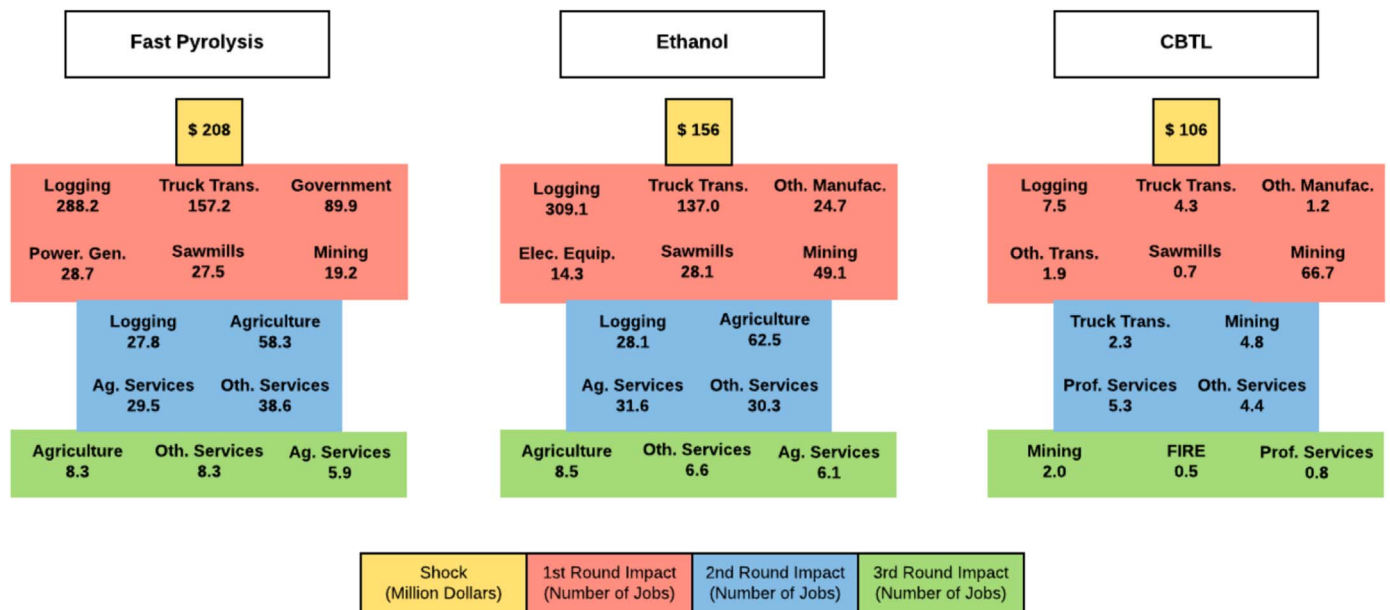 Fast Pyrolysis
$ 208
Logging
288.2
Truck Trans.
157.2
Government
89.9
Power. Gen.
28.7
Sawmills
27.5
Mining
19.2
Logging
27.8
Agriculture
58.3
Ag. Services
29.5
Oth. Services
38.6
Agriculture
8.3
Oth. Services
8.3
Ag. Services
5.9
Ethanol
$ 156
Logging
309.1
Truck Trans.
137.0
Oth. Manufac.
24.7
Elec. Equip.
14.3
Sawmills
28.1
Mining
49.1
Logging
28.1
Agriculture
62.5
Ag. Services
31.6
Oth. Services
30.3
Agriculture
8.5
Oth. Services
6.6
Ag. Services
6.1
CBTL
$ 106
Logging
7.5
Truck Trans.
4.3
Oth. Manufac.
1.2
Oth. Trans.
1.9
Sawmills
0.7
Mining
66.7
Truck Trans.
2.3
Mining
4.8
Prof. Services
5.3
Oth. Services
4.4
Mining
2.0
FIRE
0.5
Prof. Services
0.8
Shock
(Million Dollars)
1st Round Impact
(Number of Jobs)
2nd Round Impact
(Number of Jobs)
3rd Round Impact
(Number of Jobs)